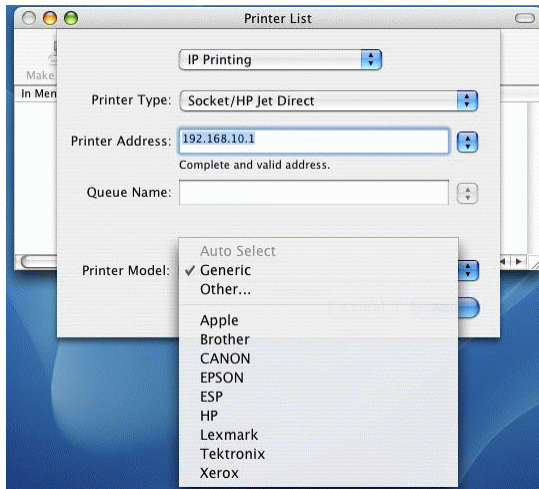 Printer List
IP Printing
Make
In Men
Printer Type: Socket/HP Jet Direct
Printer Address: 192.168.10.1
Complete and valid address.
Queue Name:
Printer Model:
Auto Select
✓ Generic
Other...
Cancel
Apple
Brother
CANON
EPSON
ESP
HP
Lexmark
Tektronix
Xerox